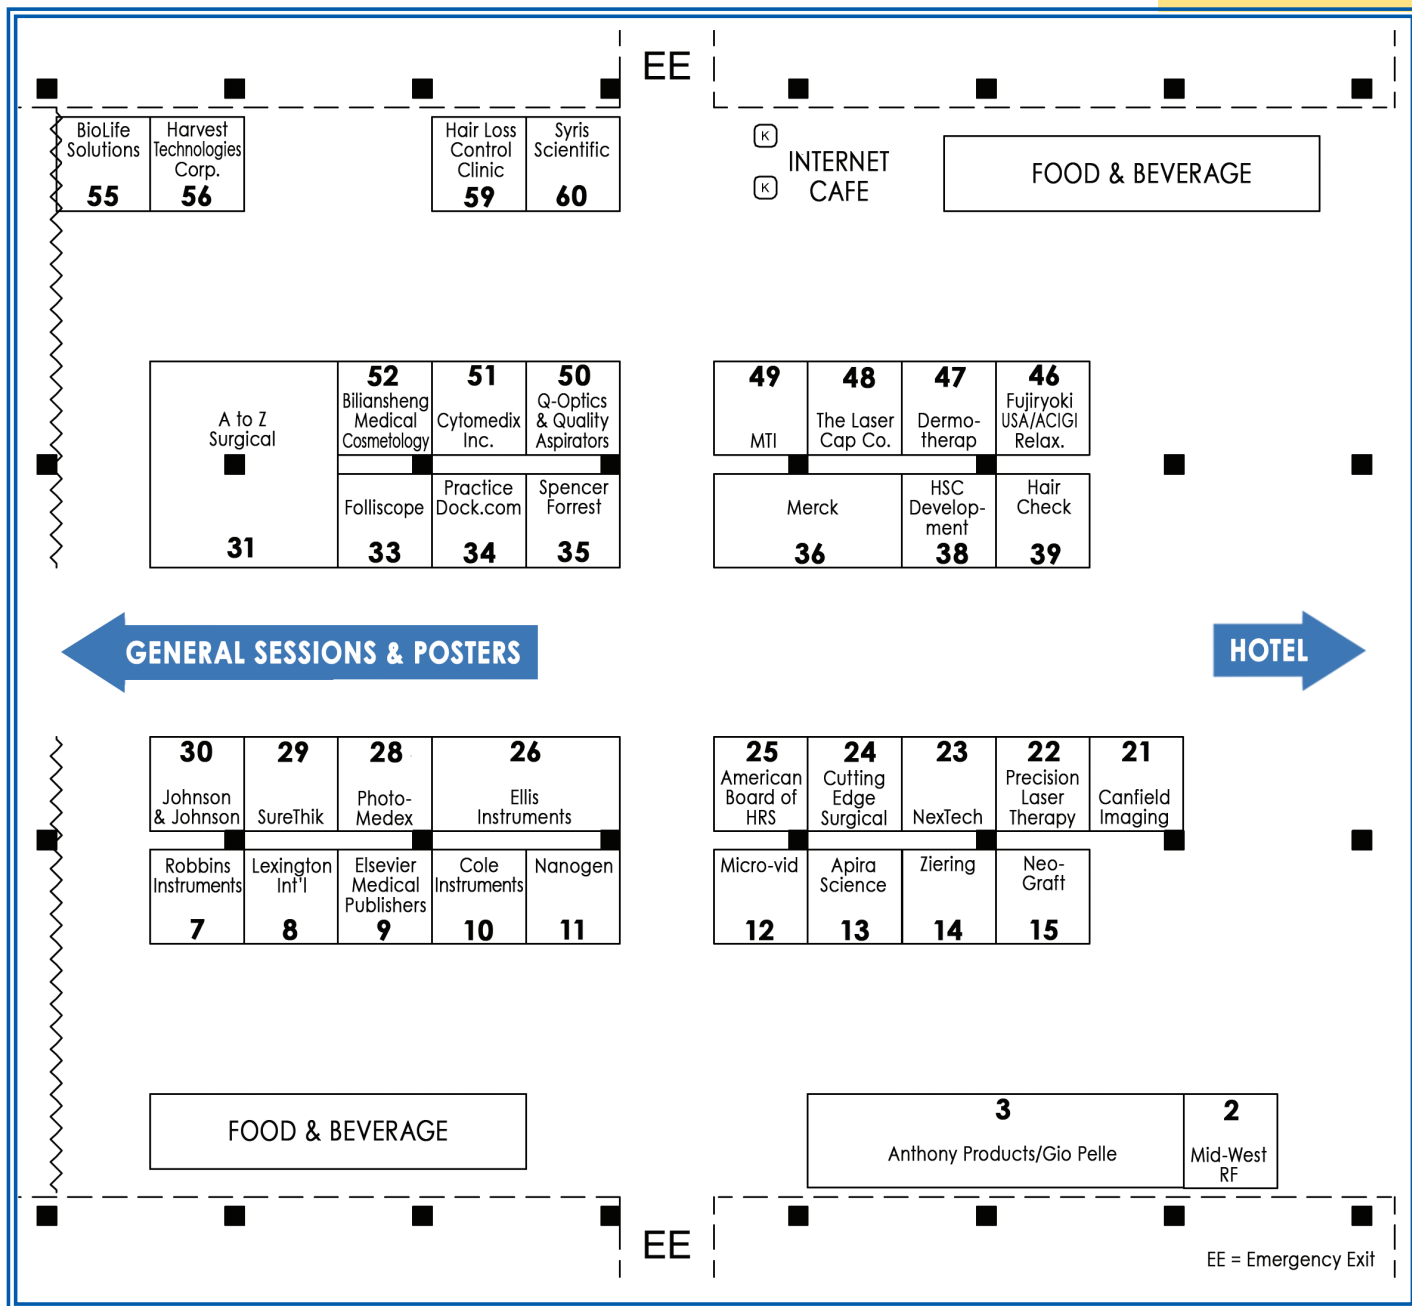 EE
BioLife
Solutions
55
Harvest
Technologies
Corp.
56
Hair Loss
Control
Clinic
59
Syris
Scientific
60
K
K
INTERNET
CAFE
FOOD & BEVERAGE
A to Z
Surgical
31
52
Biliansheng
Medical
Cosmetology
51
Cytomedix
Inc.
50
Q-Optics
& Quality
Aspirators
49
MTI
48
The Laser
Cap Co.
47
Dermo-
therap
46
Fujiryoki
USA/ACIGI
Relax.
Folliscope
33
Practice
Dock.com
34
Spencer
Forrest
35
Merck
36
HSC
Develop-
ment
38
Hair
Check
39
GENERAL SESSIONS & POSTERS
HOTEL
30
Johnson
& Johnson
29
SureThik
28
Photo-
Medex
26
Ellis
Instruments
25
American
Board of
HRS
24
Cutting
Edge
Surgical
23
NexTech
22
Precision
Laser
Therapy
21
Canfield
Imaging
Robbins
Instruments
7
Lexington
Int'l
8
Elsevier
Medical
Publishers
9
Cole
Instruments
10
Nanogen
11
Micro-vid
12
Apira
Science
13
Ziering
14
Neo-
Graft
15
FOOD & BEVERAGE
3
Anthony Products/Gio Pelle
2
Mid-West
RF
EE
EE = Emergency Exit